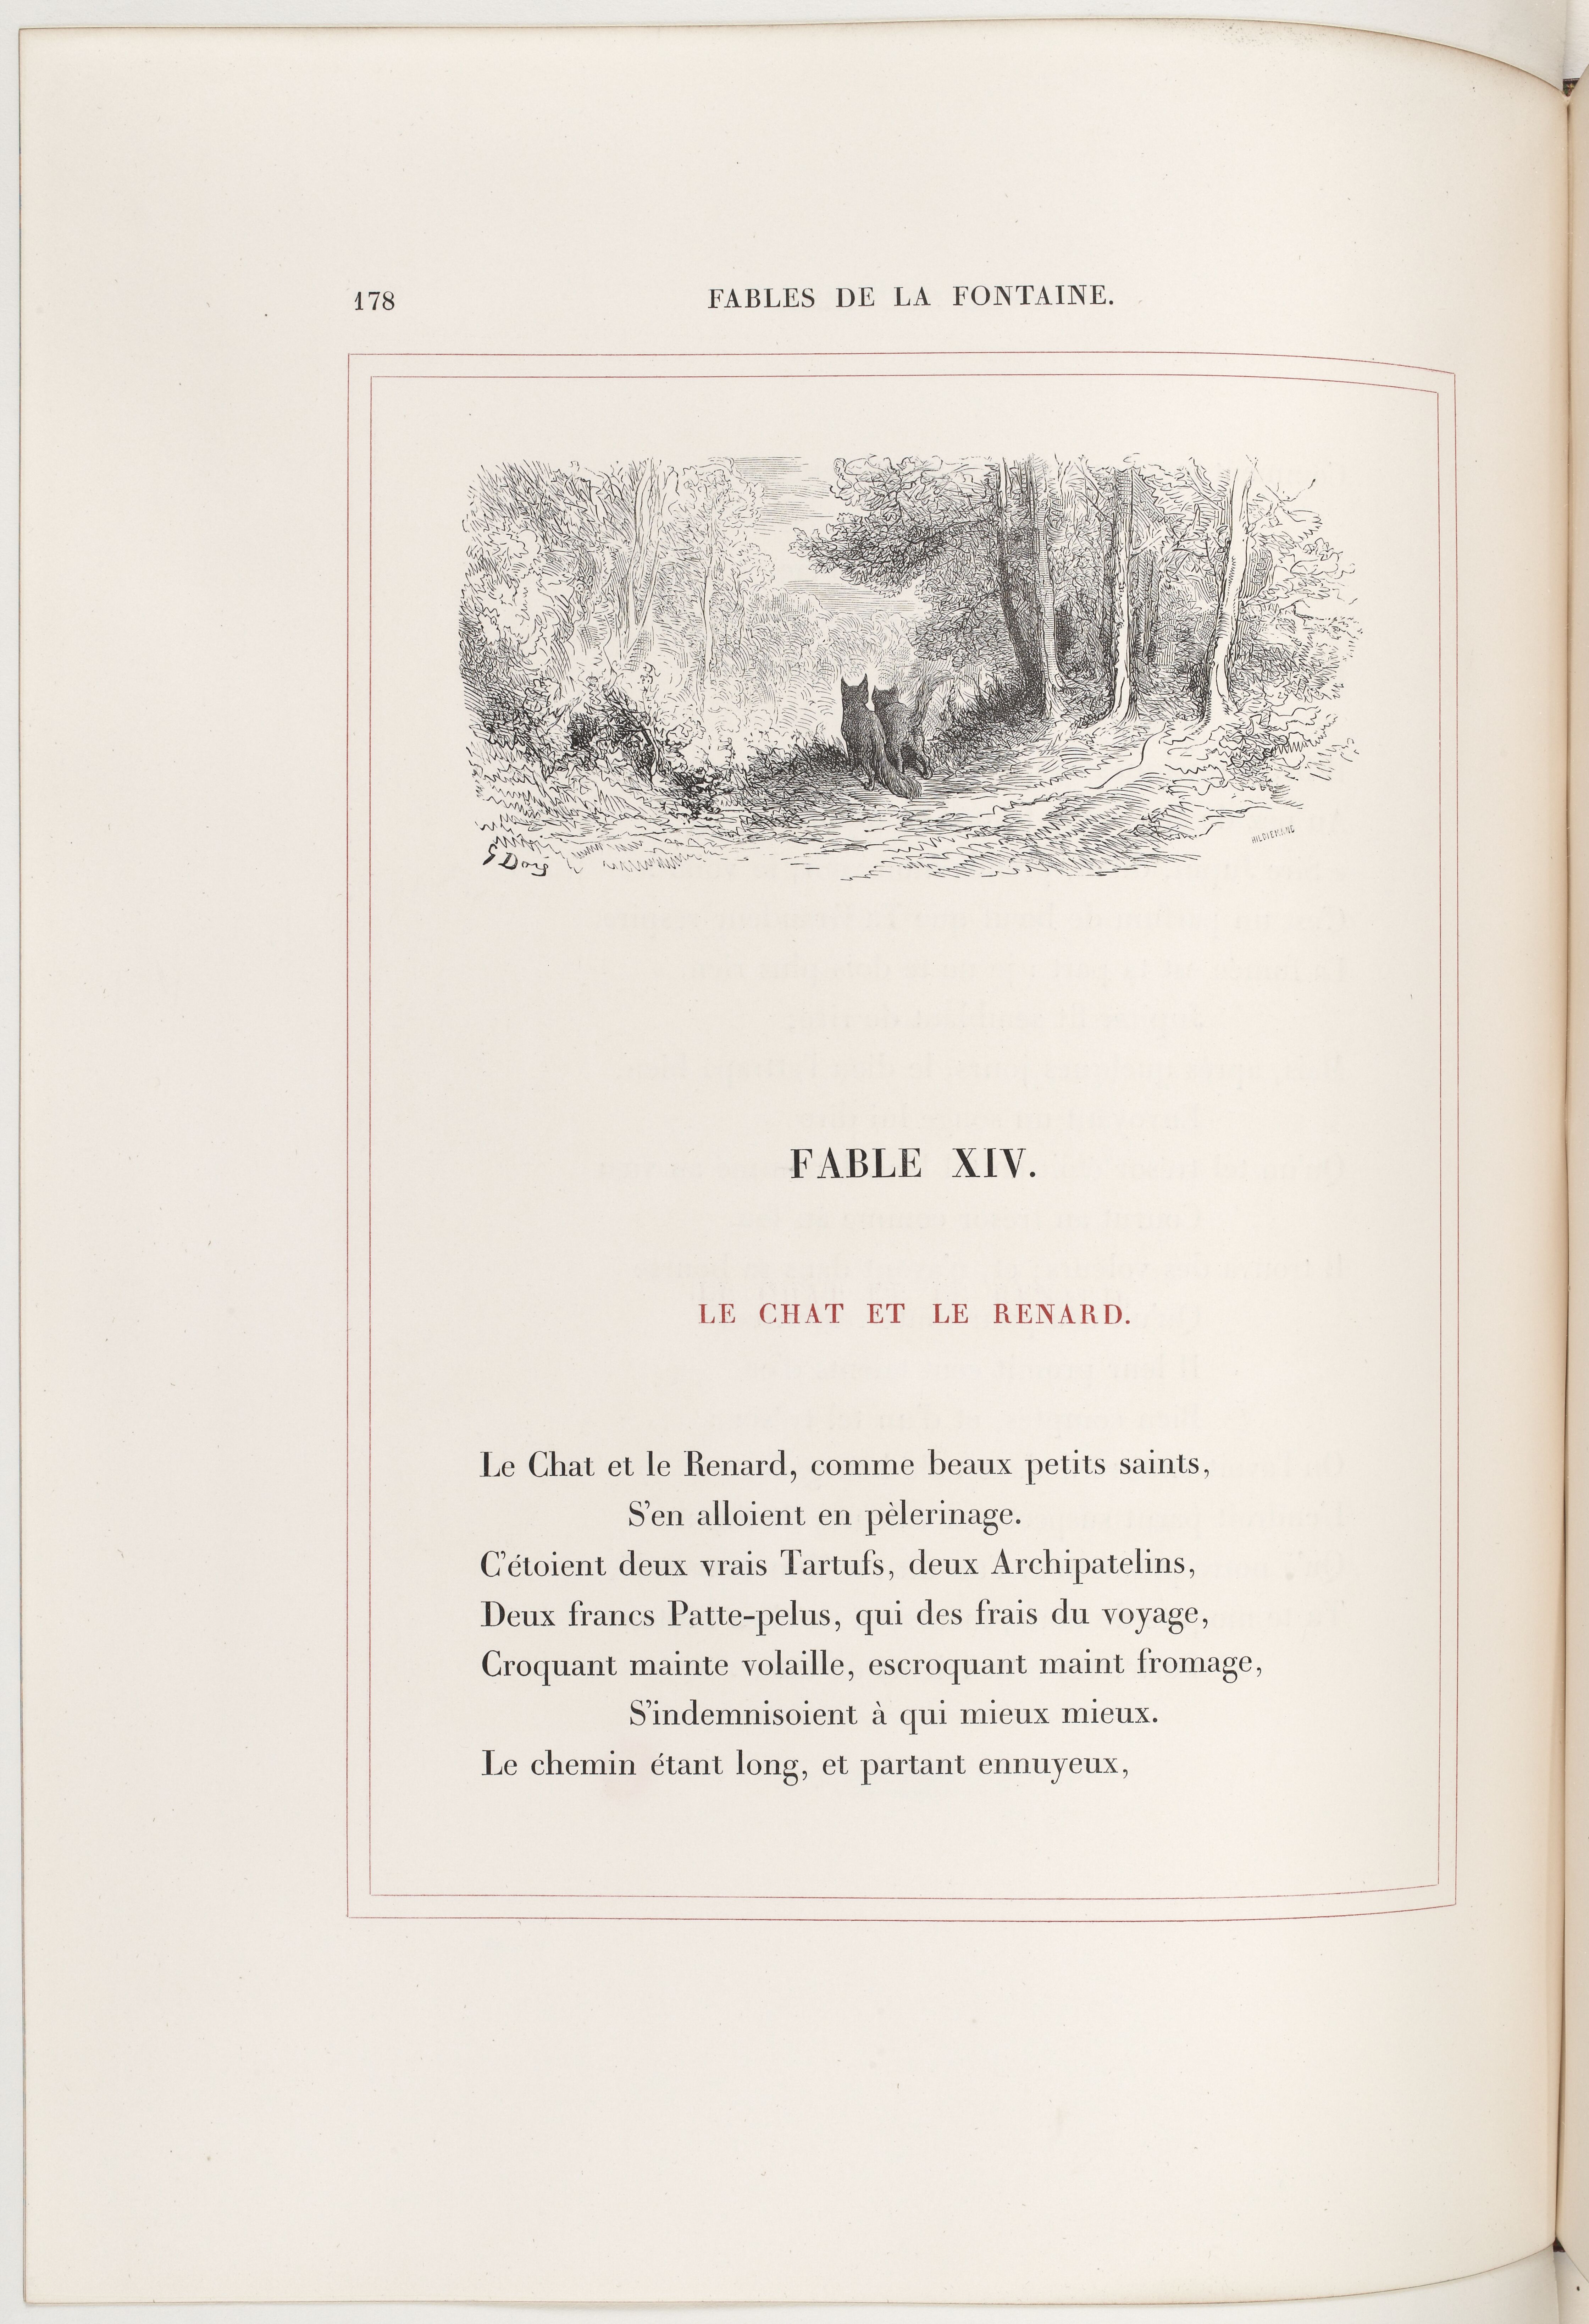 178
FABLES DE LA FONTAINE.
G Doré
FABLE XIV.
LE CHAT ET LE RENARD.
Le Chat et le Renard, comme beaux petits saints,
S'en alloient en pèlerinage.
C'étoient deux vrais Tartufs, deux Archipatelins,
Deux francs Patte-pelus, qui des frais du voyage,
Croquant mainte volaille, escroquant maint fromage,
S'indemnisoient à qui mieux mieux.
Le chemin étant long, et partant ennuyeux,